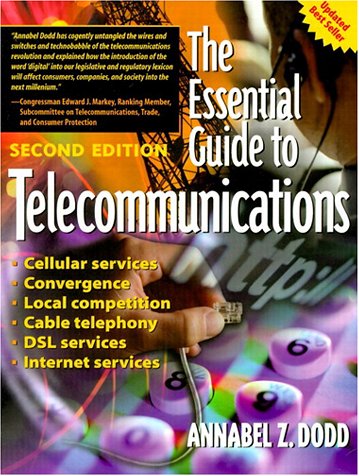 "Annabel Dodd has cagently untangled the wires and
switches and technobabble of the telecommunications
revolution and explained how the introduction of the
word 'digital' into our legislative and regulatory lexicon
will affect consumers, companies, and society into the
next millenium."
—Congressman Edward J. Markey, Ranking Member,
Subcommittee on Telecommunications, Trade,
and Consumer Protection
Updated
Best Seller
The
Essential
Guide to
SECOND EDITION
Telecommunications
http:/
▪ Cellular services
▪ Convergence
▪ Local competition
▪ Cable telephony
▪ DSL services
▪ Internet services
ANNABEL Z. DODD